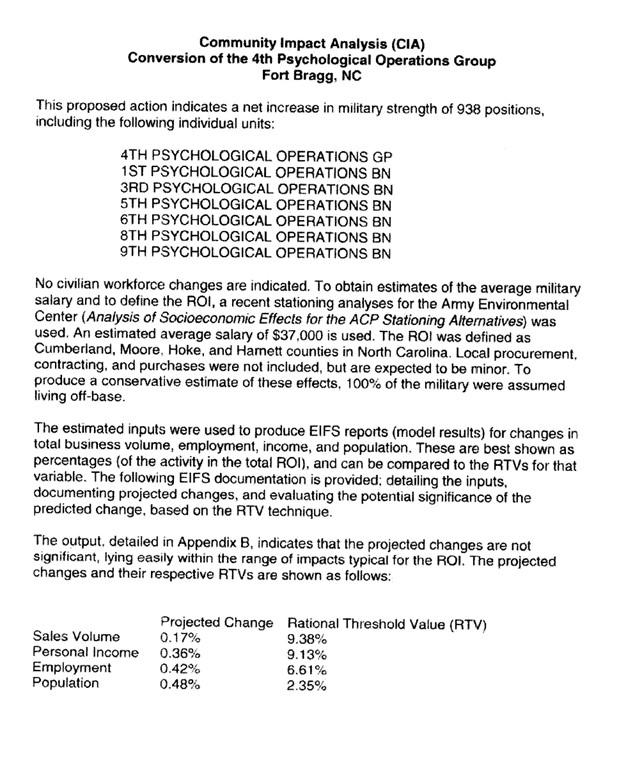 Community Impact Analysis (CIA)
Conversion of the 4th Psychological Operations Group
Fort Bragg, NC
This proposed action indicates a net increase in military strength of 938 positions,
including the following individual units:
4TH PSYCHOLOGICAL OPERATIONS GP
1ST PSYCHOLOGICAL OPERATIONS BN
3RD PSYCHOLOGICAL OPERATIONS BN
5TH PSYCHOLOGICAL OPERATIONS BN
6TH PSYCHOLOGICAL OPERATIONS BN
8TH PSYCHOLOGICAL OPERATIONS BN
9TH PSYCHOLOGICAL OPERATIONS BN
No civilian workforce changes are indicated. To obtain estimates of the average military
salary and to define the ROI, a recent stationing analyses for the Army Environmental
Center (Analysis of Socioeconomic Effects for the ACP Stationing Alternatives) was
used. An estimated average salary of $37,000 is used. The ROI was defined as
Cumberland, Moore, Hoke, and Harnett counties in North Carolina. Local procurement,
contracting, and purchases were not included, but are expected to be minor. To
produce a conservative estimate of these effects, 100% of the military were assumed
living off-base.
The estimated inputs were used to produce EIFS reports (model results) for changes in
total business volume, employment, income, and population. These are best shown as
percentages (of the activity in the total ROI), and can be compared to the RTVs for that
variable. The following EIFS documentation is provided; detailing the inputs,
documenting projected changes, and evaluating the potential significance of the
predicted change, based on the RTV technique.
The output, detailed in Appendix B, indicates that the projected changes are not
significant, lying easily within the range of impacts typical for the ROI. The projected
changes and their respective RTVs are shown as follows:
Projected Change Rational Threshold Value (RTV)
Sales Volume 0.17% 9.38%
Personal Income 0.36% 9.13%
Employment 0.42% 6.61%
Population 0.48% 2.35%